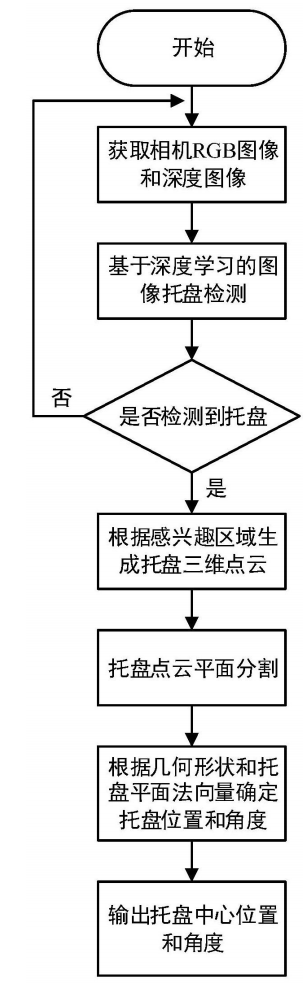 开始
获取相机RGB图像
和深度图像
基于深度学习的图
像托盘检测
否
是否检测到托盘
是
根据感兴趣区域生
成托盘三维点云
托盘点云平面分割
根据几何形状和托
盘平面法向量确定
托盘位置和角度
输出托盘中心位置
和角度